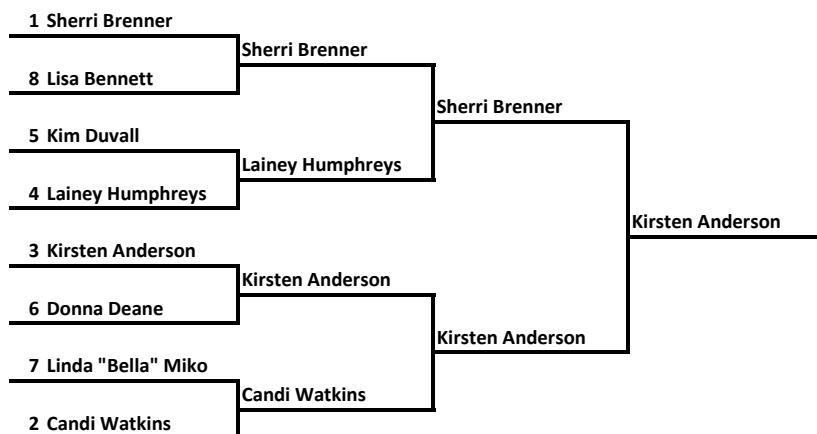 1 Sherri Brenner
Sherri Brenner
8 Lisa Bennett
Sherri Brenner
5 Kim Duvall
Lainey Humphreys
4 Lainey Humphreys
Kirsten Anderson
3 Kirsten Anderson
Kirsten Anderson
6 Donna Deane
Kirsten Anderson
7 Linda "Bella" Miko
Candi Watkins
2 Candi Watkins